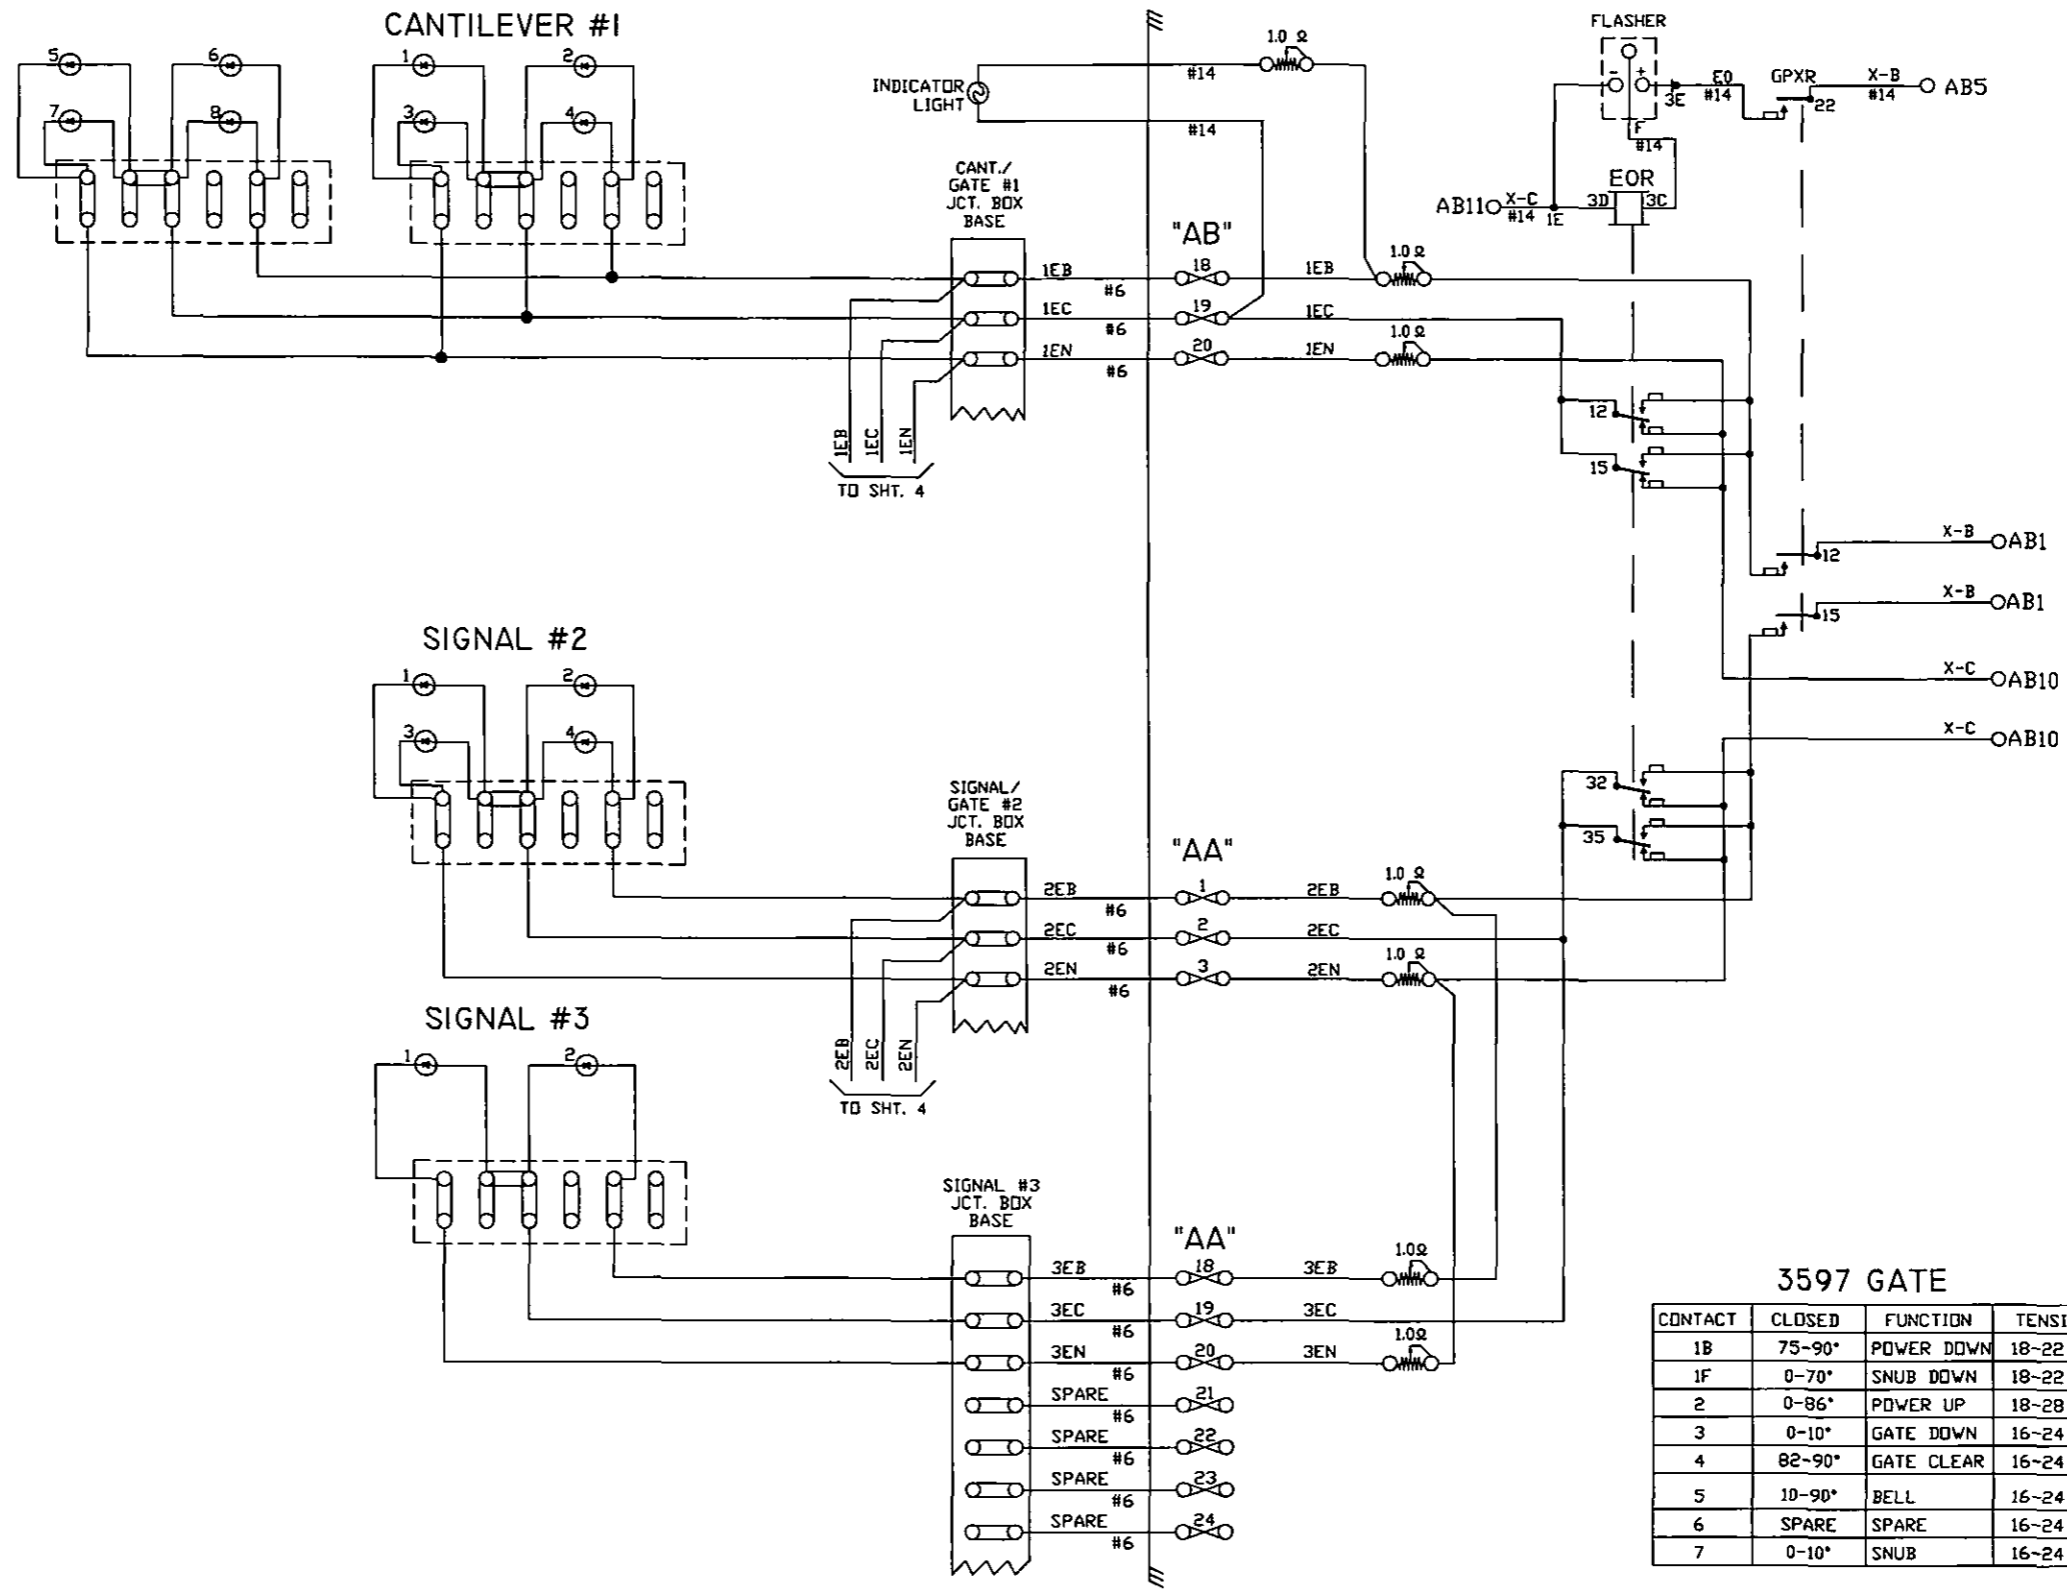 CANTILEVER #1
5
6
7
8
1
2
3
4
INDICATOR
LIGHT
#14
#14
1.0 Ω
FLASHER
-
+
3E
EO
#14
GPXR
22
X-B
#14
AB5
F
#14
EOR
AB11
X-C
#14
1E
3D
3C
CANT./
GATE #1
JCT. BOX
BASE
"AB"
1EB
#6
18
1EB
1.0 Ω
1EC
#6
19
1EC
1EN
#6
20
1EN
1.0 Ω
1EB
1EC
1EN
TO SHT. 4
12
15
12
X-B
AB1
15
X-B
AB1
X-C
AB10
X-C
AB10
32
35
SIGNAL #2
1
2
3
4
SIGNAL/
GATE #2
JCT. BOX
BASE
"AA"
2EB
#6
1
2EB
1.0 Ω
2EC
#6
2
2EC
2EN
#6
3
2EN
1.0 Ω
2EB
2EC
2EN
TO SHT. 4
SIGNAL #3
1
2
SIGNAL #3
JCT. BOX
BASE
"AA"
3EB
#6
18
3EB
1.0Ω
3EC
#6
19
3EC
3EN
#6
20
3EN
1.0Ω
SPARE
#6
21
SPARE
#6
22
SPARE
#6
23
SPARE
#6
24
3597 GATE
CONTACT CLOSED FUNCTION TENSI
1B 75-90° POWER DOWN 18-22
1F 0-70° SNUB DOWN 18-22
2 0-86° POWER UP 18-28
3 0-10° GATE DOWN 16-24
4 82-90° GATE CLEAR 16-24
5 10-90° BELL 16-24
6 SPARE SPARE 16-24
7 0-10° SNUB 16-24